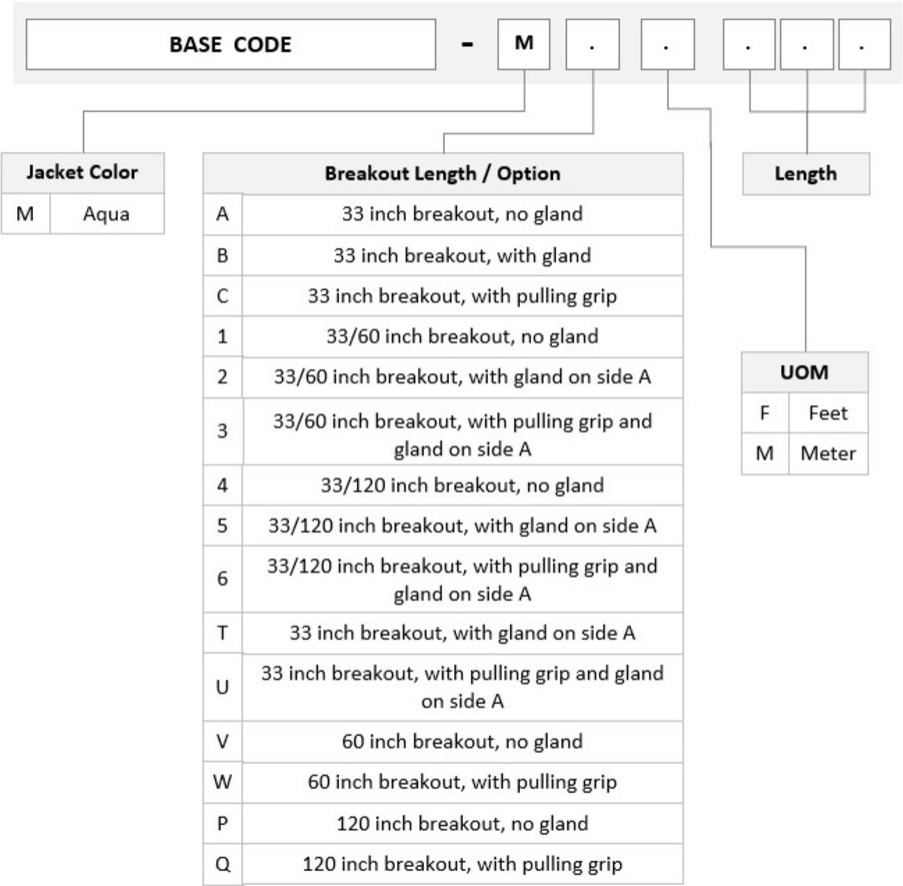 BASE CODE - M . . . . .
Jacket Color
M Aqua
Breakout Length / Option
A 33 inch breakout, no gland
B 33 inch breakout, with gland
C 33 inch breakout, with pulling grip
1 33/60 inch breakout, no gland
2 33/60 inch breakout, with gland on side A
3 33/60 inch breakout, with pulling grip and
gland on side A
4 33/120 inch breakout, no gland
5 33/120 inch breakout, with gland on side A
6 33/120 inch breakout, with pulling grip and
gland on side A
T 33 inch breakout, with gland on side A
U 33 inch breakout, with pulling grip and gland
on side A
V 60 inch breakout, no gland
W 60 inch breakout, with pulling grip
P 120 inch breakout, no gland
Q 120 inch breakout, with pulling grip
Length
UOM
F Feet
M Meter